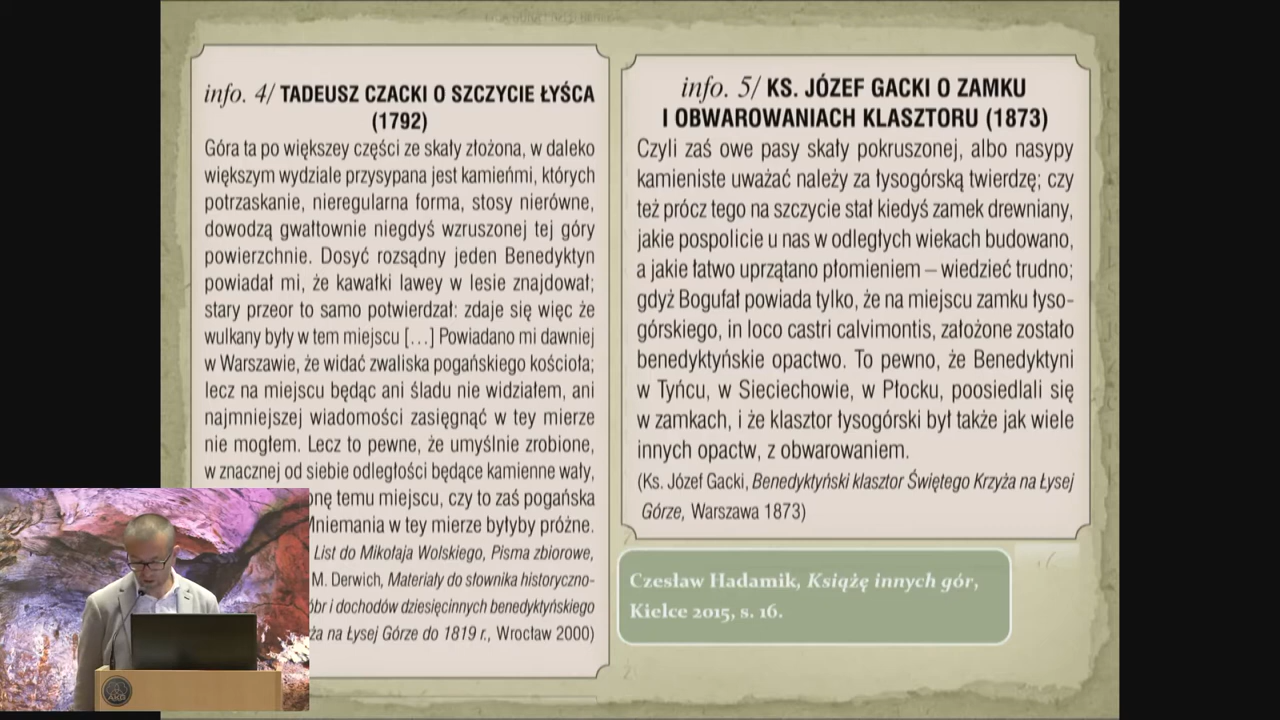 info. 4/ TADEUSZ CZACKI O SZCZYCIE ŁYŚCA
(1792)
Góra ta po większey części ze skały złożona, w daleko
większym wydziale przysypana jest kamieńmi, których
potrzaskanie, nieregularna forma, stosy nierówne,
dowodzą gwałtownie niegdyś wzruszonej tej góry
powierzchnie. Dosyć rozsądny jeden Benedyktyn
powiadał mi, że kawałki lawey w lesie znajdował;
stary przeor to samo potwierdzał: zdaje się więc że
wulkany były w tem miejscu […] Powiadano mi dawniej
w Warszawie, że widać zwaliska pogańskiego kościoła;
lecz na miejscu będąc ani śladu nie widziałem, ani
najmniejszej wiadomości zasięgnąć w tey mierze
nie mogłem. Lecz to pewne, że umyślnie zrobione,
w znacznej od siebie odległości będące kamienne wały,
onę temu miejscu, czy to zaś pogańska
Mniemania w tey mierze byłyby próżne.
List do Mikołaja Wolskiego, Pisma zbiorowe,
M. Derwich, Materiały do słownika historyczno-
óbr i dochodów dziesięcinnych benedyktyńskiego
ża na Łysej Górze do 1819 r., Wrocław 2000)
info. 5/ KS. JÓZEF GACKI O ZAMKU
I OBWAROWANIACH KLASZTORU (1873)
Czyli zaś owe pasy skały pokruszonej, albo nasypy
kamieniste uważać należy za łysogórską twierdzę; czy
też prócz tego na szczycie stał kiedyś zamek drewniany,
jakie pospolicie u nas w odległych wiekach budowano,
a jakie łatwo uprzątano płomieniem – wiedzieć trudno;
gdyż Bogufał powiada tylko, że na miejscu zamku łyso-
górskiego, in loco castri calvimontis, założone zostało
benedyktyńskie opactwo. To pewno, że Benedyktyni
w Tyńcu, w Sieciechowie, w Płocku, poosiedlali się
w zamkach, i że klasztor łysogórski był także jak wiele
innych opactw, z obwarowaniem.
(Ks. Józef Gacki, Benedyktyński klasztor Świętego Krzyża na Łysej
Górze, Warszawa 1873)
Czesław Hadamik, Książę innych gór,
Kielce 2015, s. 16.